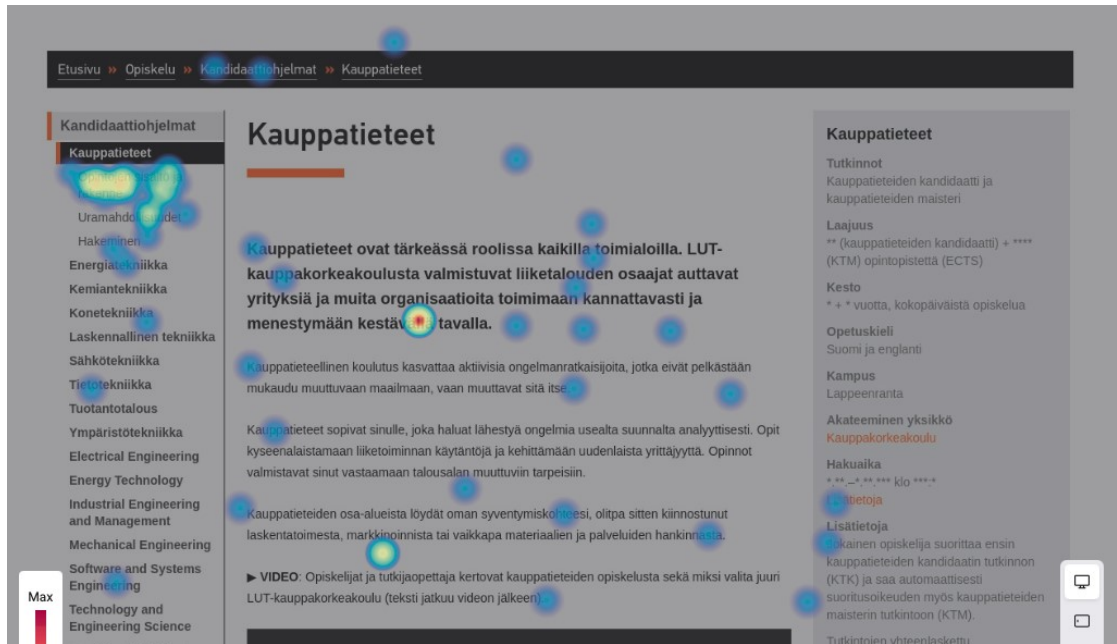 Etusivu » Opiskelu » Kandidaattiohjelmat » Kauppatieteet
Kandidaattiohjelmat
Kauppatieteet
Uramahdollisuudet
Hakeminen
Energiatekniikka
Kemiantekniikka
Konetekniikka
Laskennallinen tekniikka
Sähkötekniikka
Tietotekniikka
Tuotantotalous
Ympäristötekniikka
Electrical Engineering
Energy Technology
Industrial Engineering
and Management
Mechanical Engineering
Software and Systems
Engineering
Technology and
Engineering Science
Max
Kauppatieteet
Kauppatieteet ovat tärkeässä roolissa kaikilla toimialoilla. LUT-
kauppakorkeakoulusta valmistuvat liiketalouden osaajat auttavat
yrityksiä ja muita organisaatioita toimimaan kannattavasti ja
menestymään kestävällä tavalla.
Kauppatieteellinen koulutus kasvattaa aktiivisia ongelmanratkaisijoita, jotka eivät pelkästään
mukaudu muuttuvaan maailmaan, vaan muuttavat sitä itse.
Kauppatieteet sopivat sinulle, joka haluat lähestyä ongelmia usealta suunnalta analyyttisesti. Opit
kyseenalaistamaan liiketoiminnan käytäntöjä ja kehittämään uudenlaista yrittäjyyttä. Opinnot
valmistavat sinut vastaamaan talousalan muuttuviin tarpeisiin.
Kauppatieteiden osa-alueista löydät oman syventymiskohteesi, olitpa sitten kiinnostunut
laskentatoimesta, markkinoinnista tai vaikkapa materiaalien ja palveluiden hankinnasta.
▶ VIDEO: Opiskelijat ja tutkijaopettaja kertovat kauppatieteiden opiskelusta sekä miksi valita juuri
LUT-kauppakorkeakoulu (teksti jatkuu videon jälkeen).
Kauppatieteet
Tutkinnot
Kauppatieteiden kandidaatti ja
kauppatieteiden maisteri
Laajuus
** (kauppatieteiden kandidaatti) + ****
(KTM) opintopistettä (ECTS)
Kesto
* + * vuotta, kokopäiväistä opiskelua
Opetuskieli
Suomi ja englanti
Kampus
Lappeenranta
Akateeminen yksikkö
Kauppakorkeakoulu
Hakuaika
*.**.–*.**.*** klo ***:*
Lisätietoja
Lisätietoja
Jokainen opiskelija suorittaa ensin
kauppatieteiden kandidaatin tutkinnon
(KTK) ja saa automaattisesti
suoritusoikeuden myös kauppatieteiden
maisterin tutkintoon (KTM).
Tutkintojen yhteenlaskettu